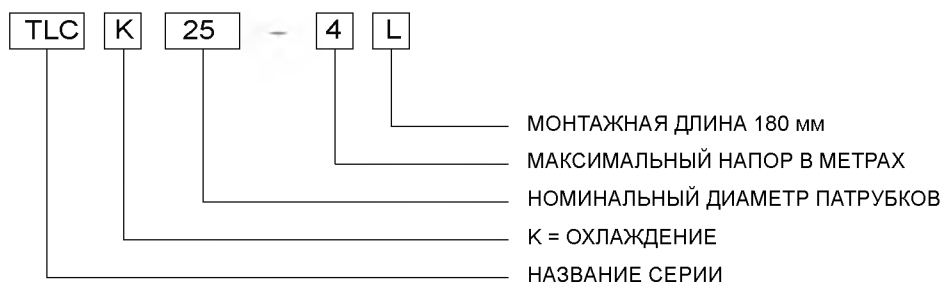 TLC K 25 - 4 L
МОНТАЖНАЯ ДЛИНА 180 мм
МАКСИМАЛЬНЫЙ НАПОР В МЕТРАХ
НОМИНАЛЬНЫЙ ДИАМЕТР ПАТРУБКОВ
K = ОХЛАЖДЕНИЕ
НАЗВАНИЕ СЕРИИ